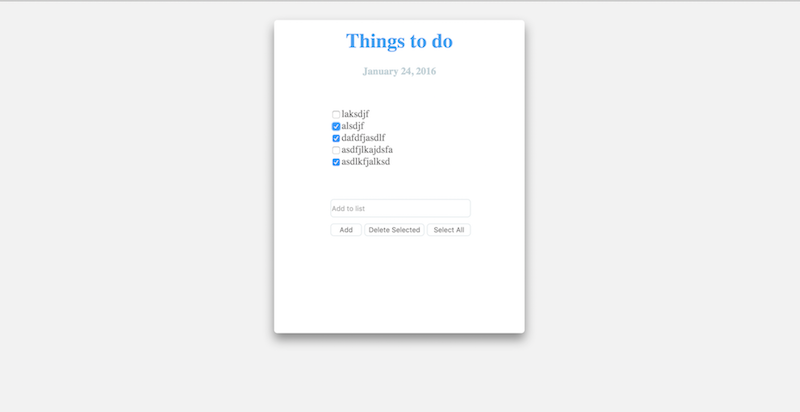 Things to do
January 24, 2016
laksdjf
alsdjf
dafdfjasdlf
asdfjlkajdsfa
asdlkfjalksd
Add to list
Add Delete Selected Select All